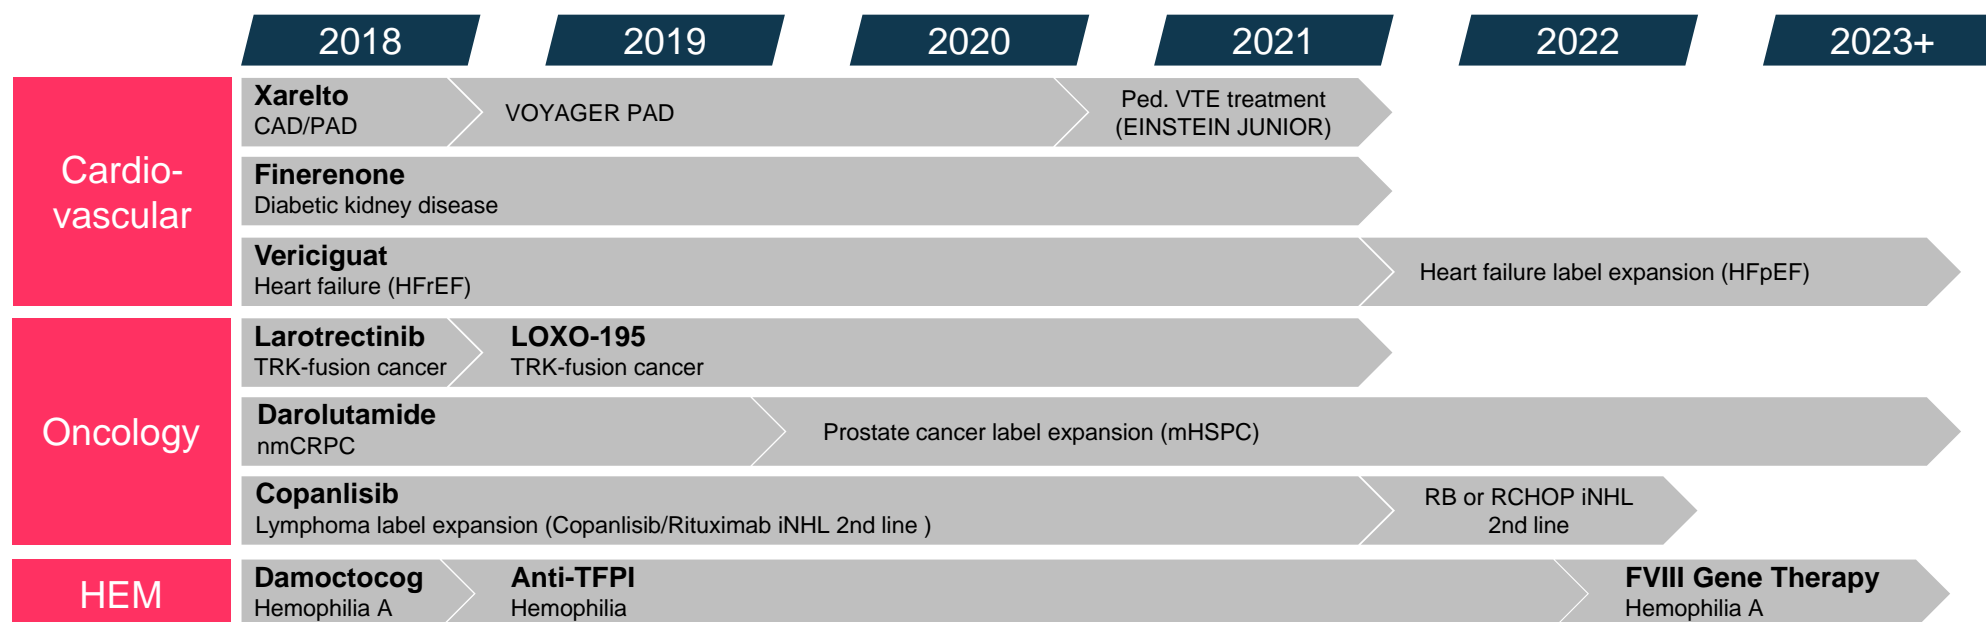 2018
2019
2020
2021
2022
2023+
Cardio-
vascular
Xarelto
CAD/PAD
VOYAGER PAD
Ped. VTE treatment
(EINSTEIN JUNIOR)
Finerenone
Diabetic kidney disease
Vericiguat
Heart failure (HFrEF)
Heart failure label expansion (HFpEF)
Oncology
Larotrectinib
TRK-fusion cancer
LOXO-195
TRK-fusion cancer
Darolutamide
nmCRPC
Prostate cancer label expansion (mHSPC)
Copanlisib
Lymphoma label expansion (Copanlisib/Rituximab iNHL 2nd line )
RB or RCHOP iNHL
2nd line
HEM
Damoctocog
Hemophilia A
Anti-TFPI
Hemophilia
FVIII Gene Therapy
Hemophilia A